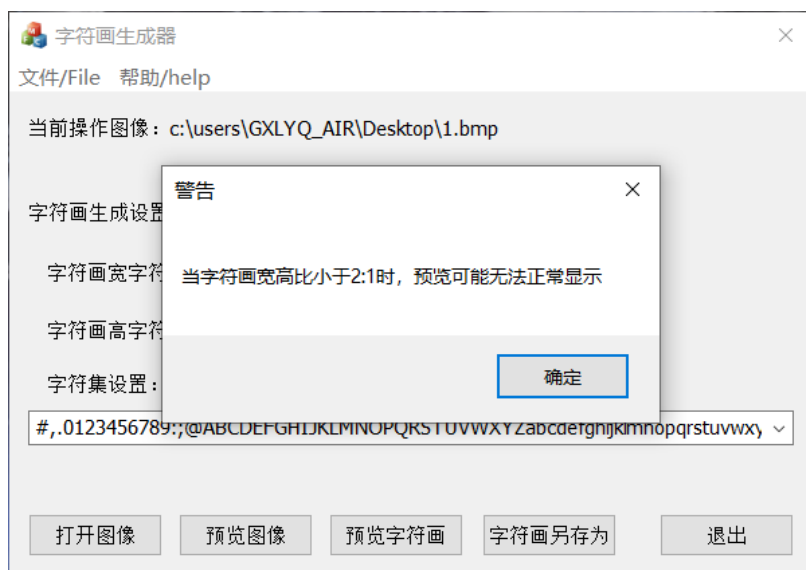 字符画生成器
文件/File 帮助/help
当前操作图像：c:\users\GXLYQ_AIR\Desktop\1.bmp
警告
字符画生成设置
当字符画宽高比小于2:1时，预览可能无法正常显示
字符画宽字符
字符画高字符
确定
字符集设置：
#,.0123456789:;@ABCDEFGHIJKLMNOPQRSTUVWXYZabcdefghijklmnopqrstuvwxy
打开图像 预览图像 预览字符画 字符画另存为 退出